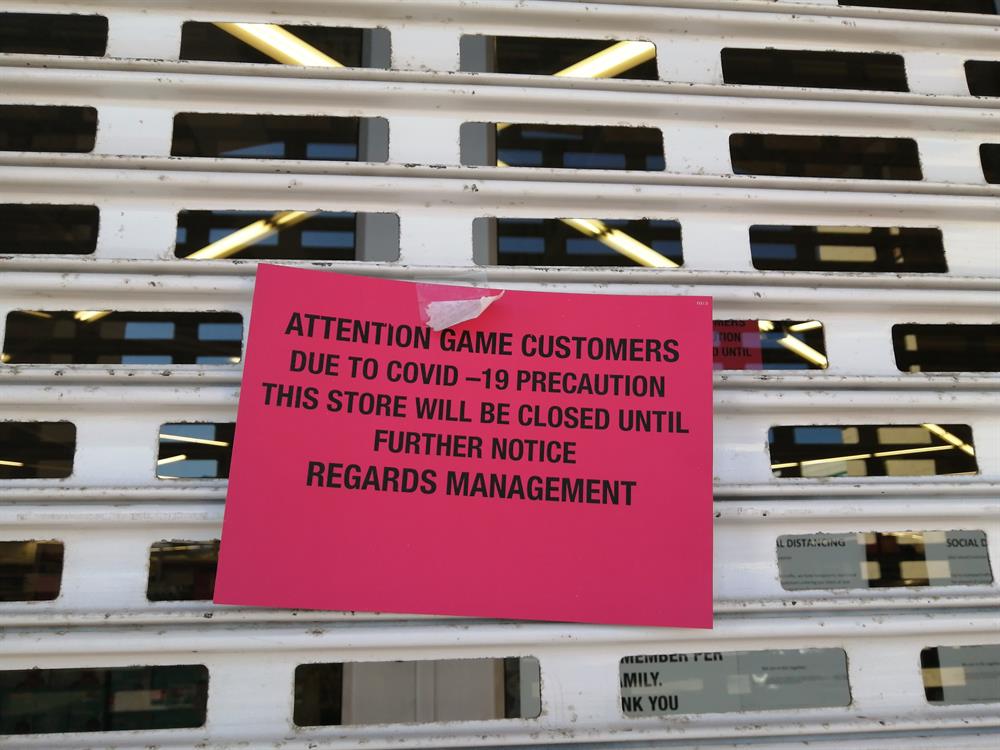 ATTENTION GAME CUSTOMERS
DUE TO COVID –19 PRECAUTION
THIS STORE WILL BE CLOSED UNTIL
FURTHER NOTICE
REGARDS MANAGEMENT
UNTIL
DISTANCING
SOCIAL
NK YOU